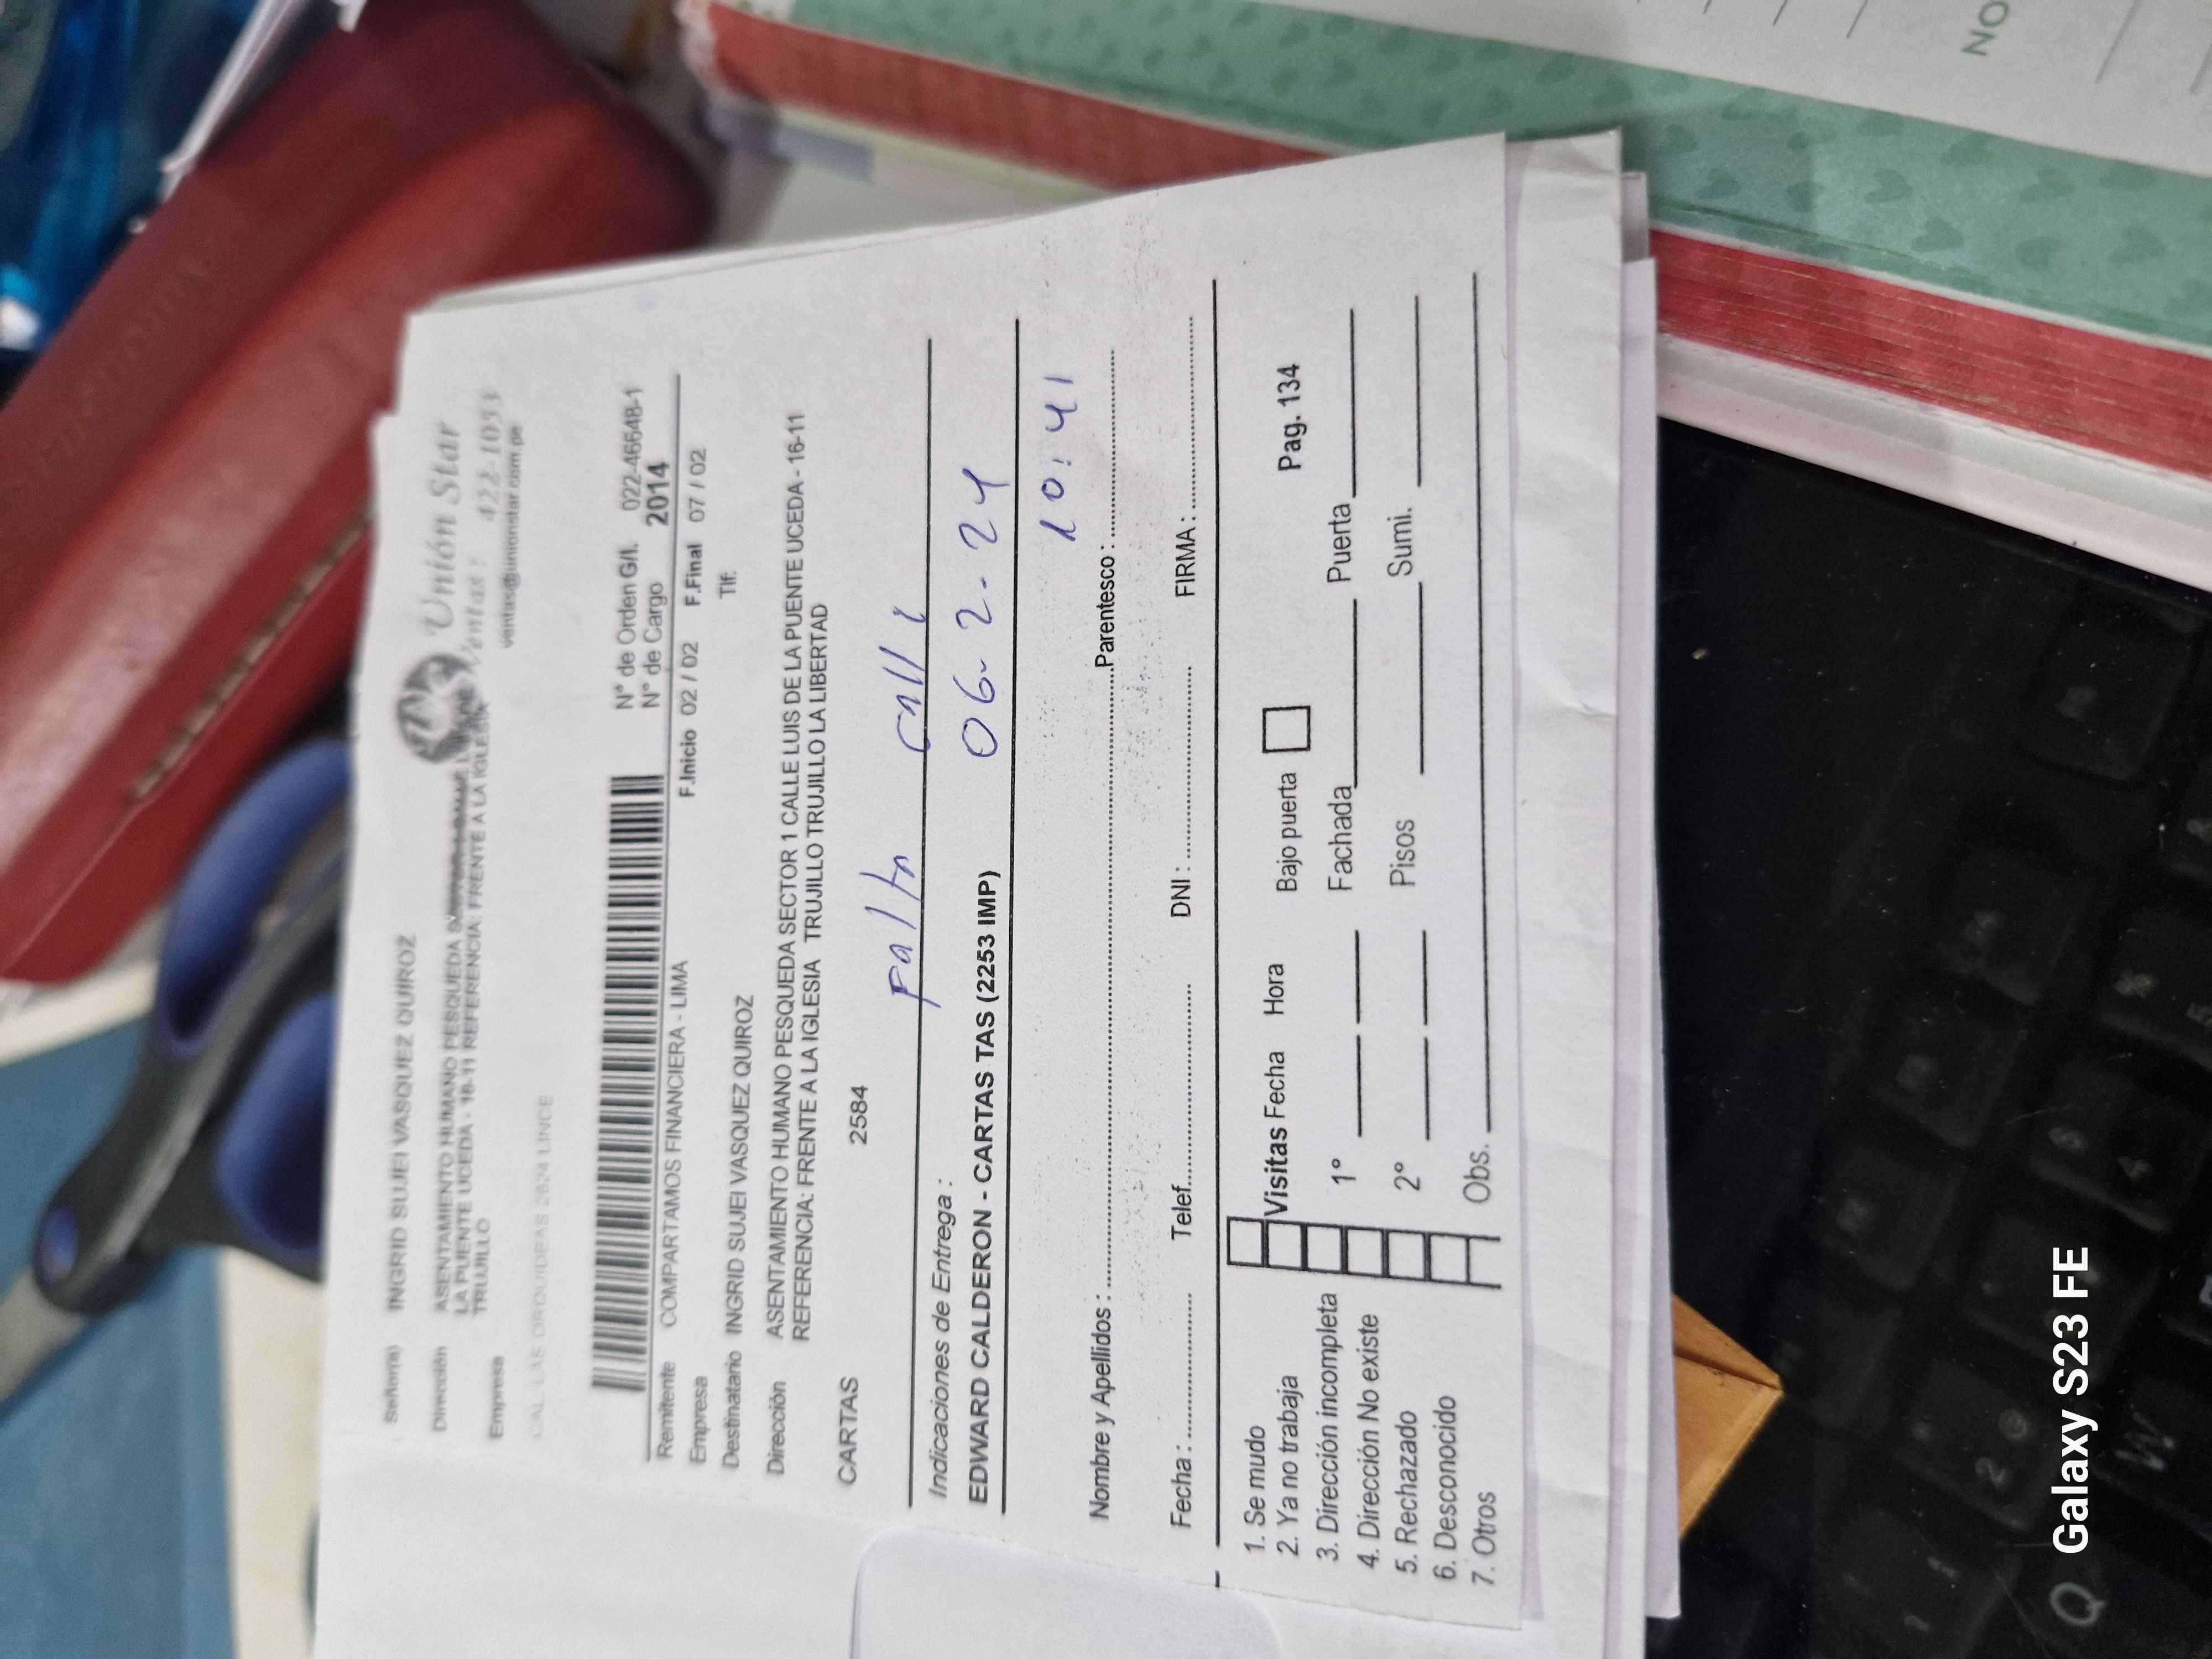 Unión Star
Ventas: 422-1053
ventas@unionstar.com.pe
Señor(a) INGRID SUJEI VASQUEZ QUIROZ
Dirección ASENTAMIENTO HUMANO PESQUEDA
LA PUENTE UCEDA - 16-11 REFERENCIA: FRENTE A LA IGLESIA
TRUJILLO
Empresa
CAL. LAS ORQUIDEAS 2624 LINCE
N° de Orden G/I. 022-46648-1
N° de Cargo 2014
Remitente COMPARTAMOS FINANCIERA - LIMA F.Inicio 02 / 02 F.Final 07 / 02
Empresa Tlf:
Destinatario INGRID SUJEI VASQUEZ QUIROZ
Dirección ASENTAMIENTO HUMANO PESQUEDA SECTOR 1 CALLE LUIS DE LA PUENTE UCEDA - 16-11
REFERENCIA: FRENTE A LA IGLESIA TRUJILLO TRUJILLO TRUJILLO LA LIBERTAD
CARTAS 2584
Falta calle
Indicaciones de Entrega :
EDWARD CALDERON - CARTAS TAS (2253 IMP) 06-2-24
10:41
Nombre y Apellidos : Parentesco :
Fecha : Telef. DNI : FIRMA :
1. Se mudo
2. Ya no trabaja
3. Dirección incompleta
4. Dirección No existe
5. Rechazado
6. Desconocido
7. Otros
Visitas Fecha Hora Bajo puerta Pag. 134
1° Fachada Puerta
2° Pisos Sumi.
Obs.
NO
Q
W
2
Galaxy S23 FE